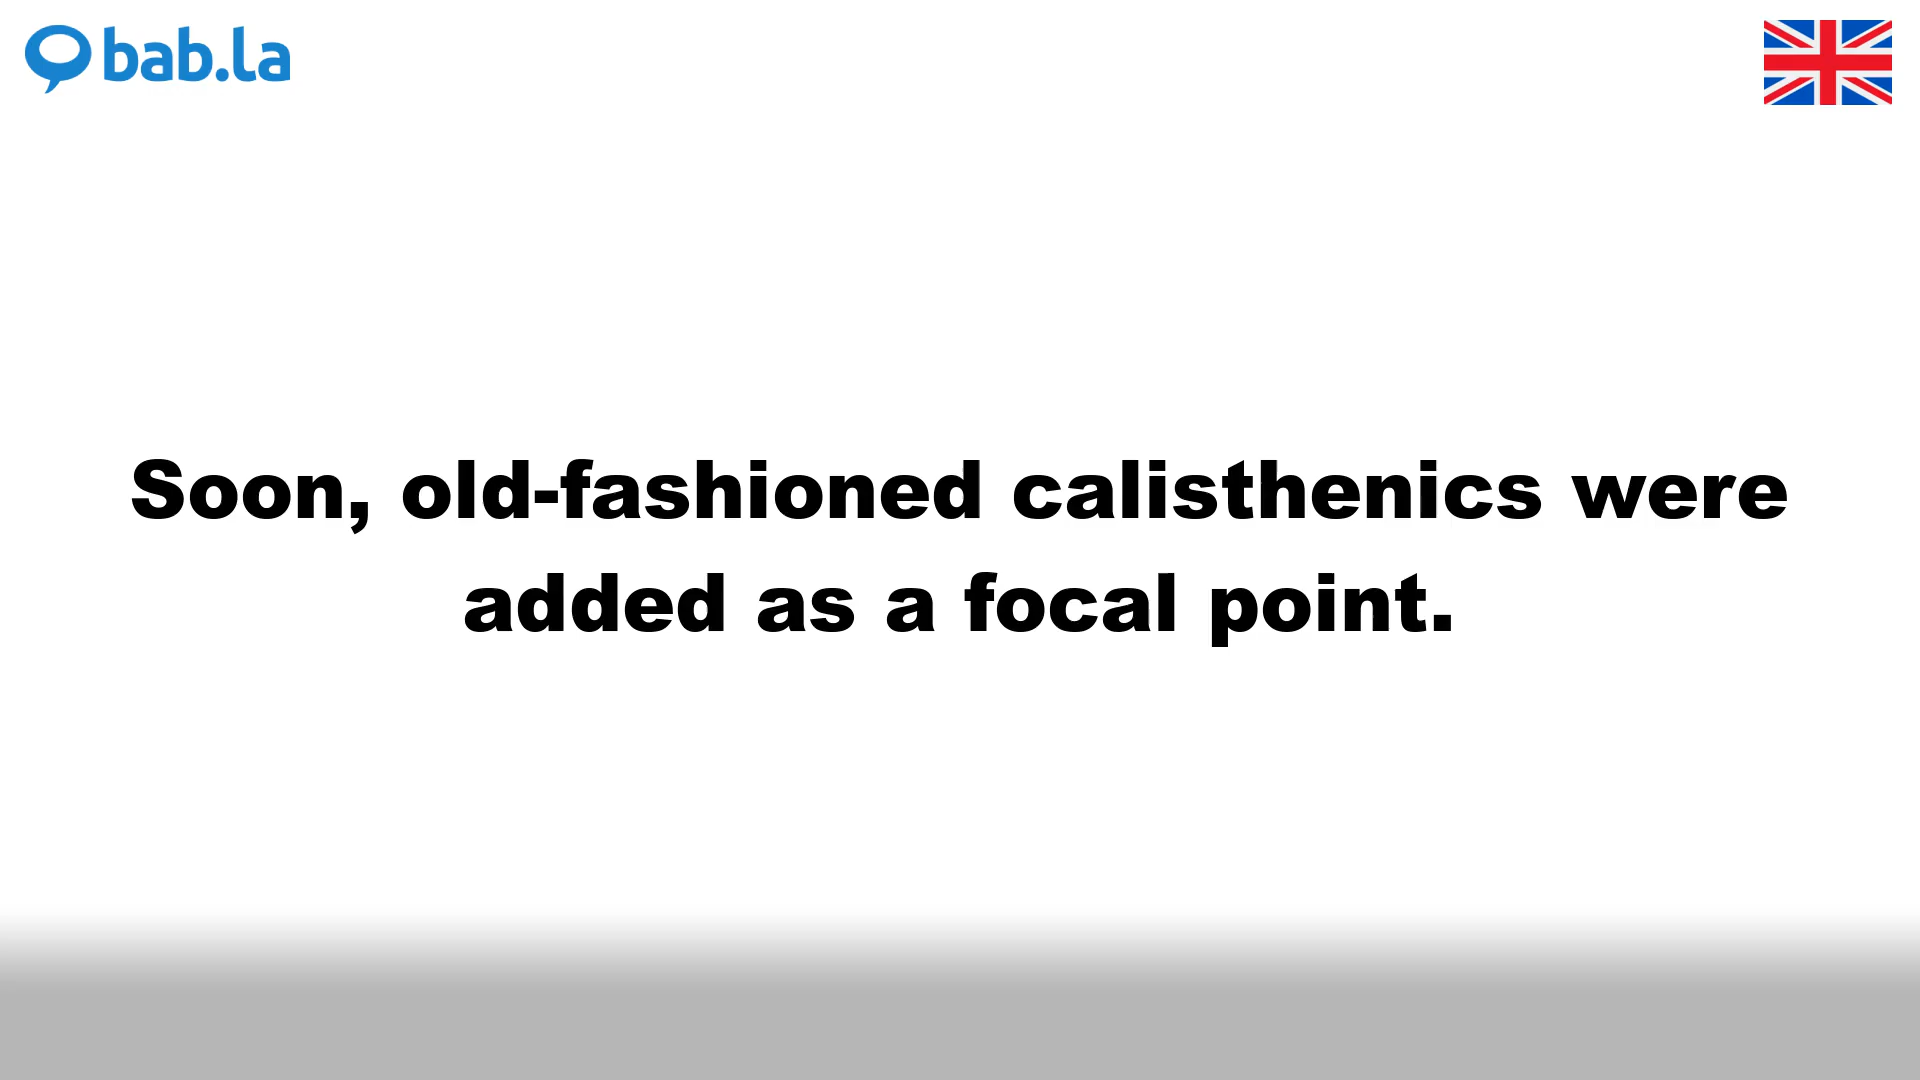 bab.la
Soon, old-fashioned calisthenics were
added as a focal point.